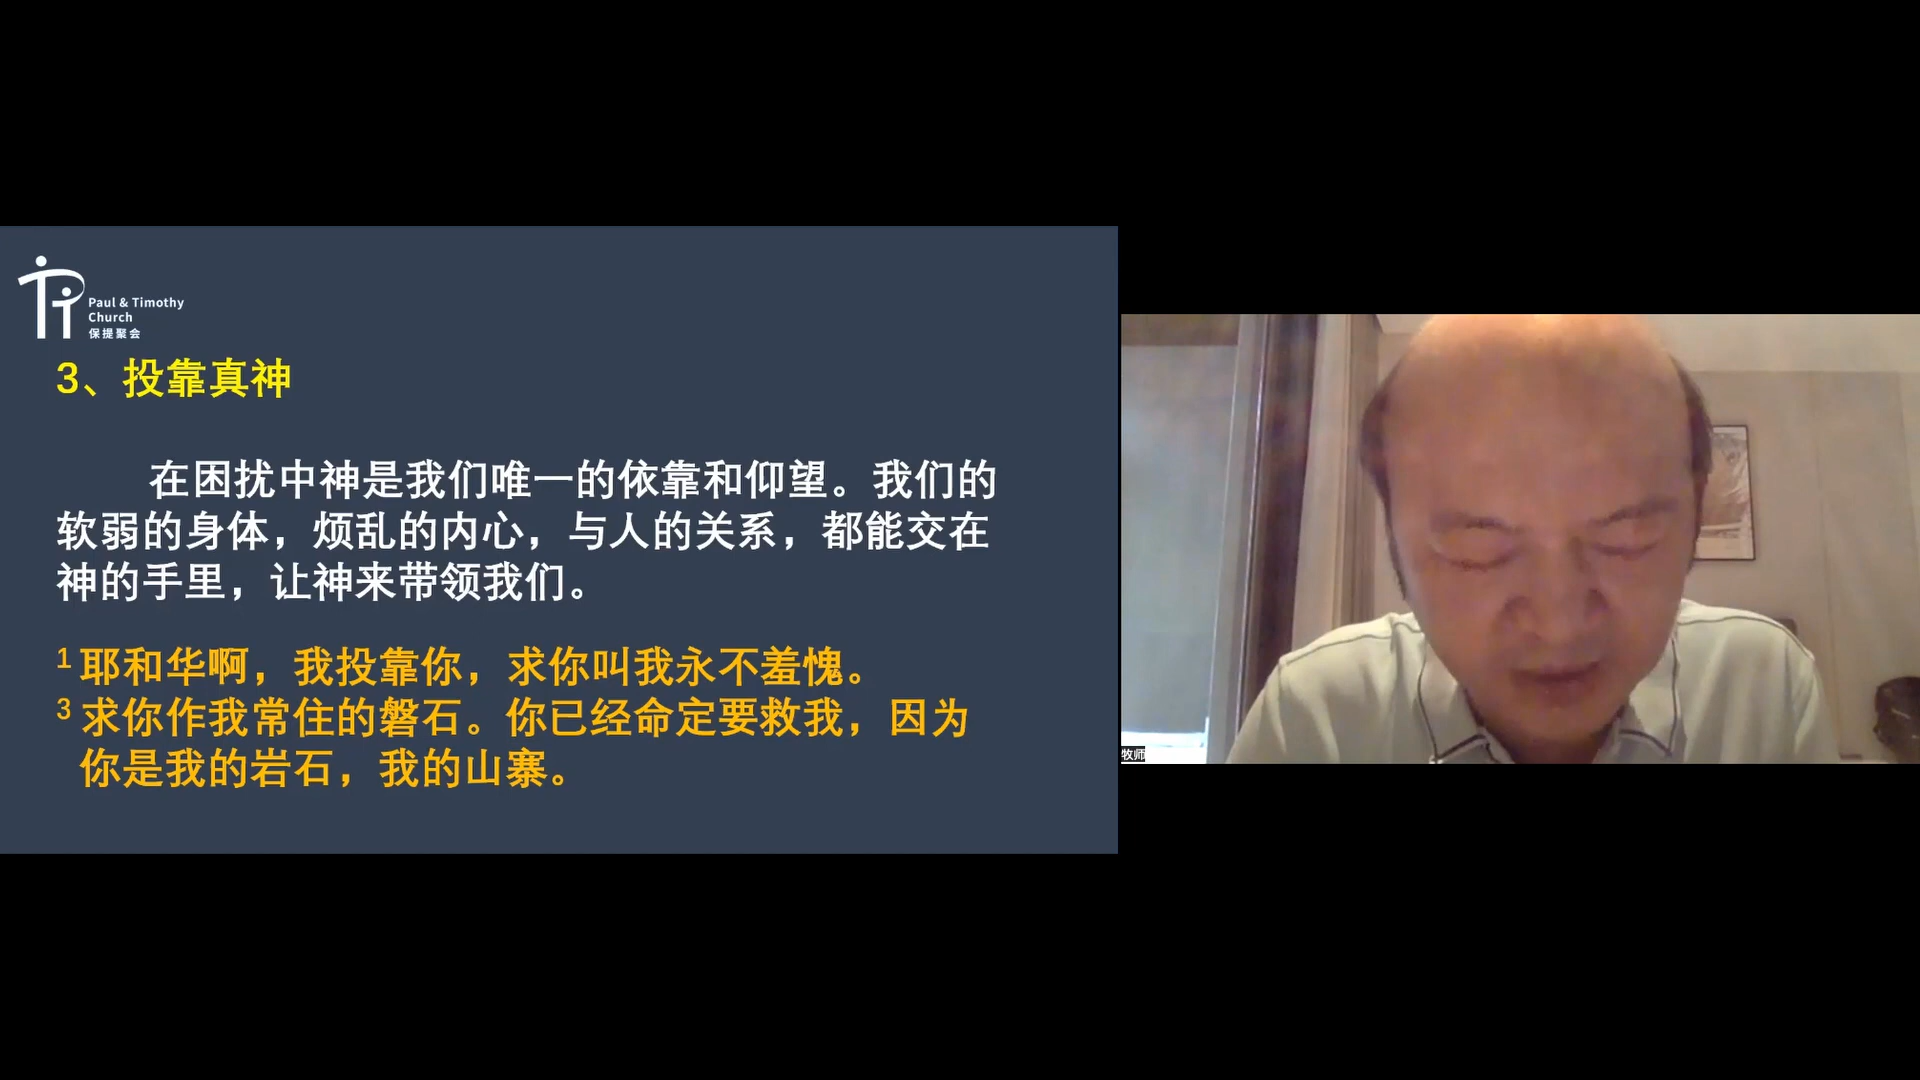 Paul & Timothy
Church
保提聚会
3、投靠真神
在困扰中神是我们唯一的依靠和仰望。我们的
软弱的身体，烦乱的内心，与人的关系，都能交在
神的手里，让神来带领我们。
1 耶和华啊，我投靠你，求你叫我永不羞愧。
3 求你作我常住的磐石。你已经命定要救我，因为
你是我的岩石，我的山寨。
牧师